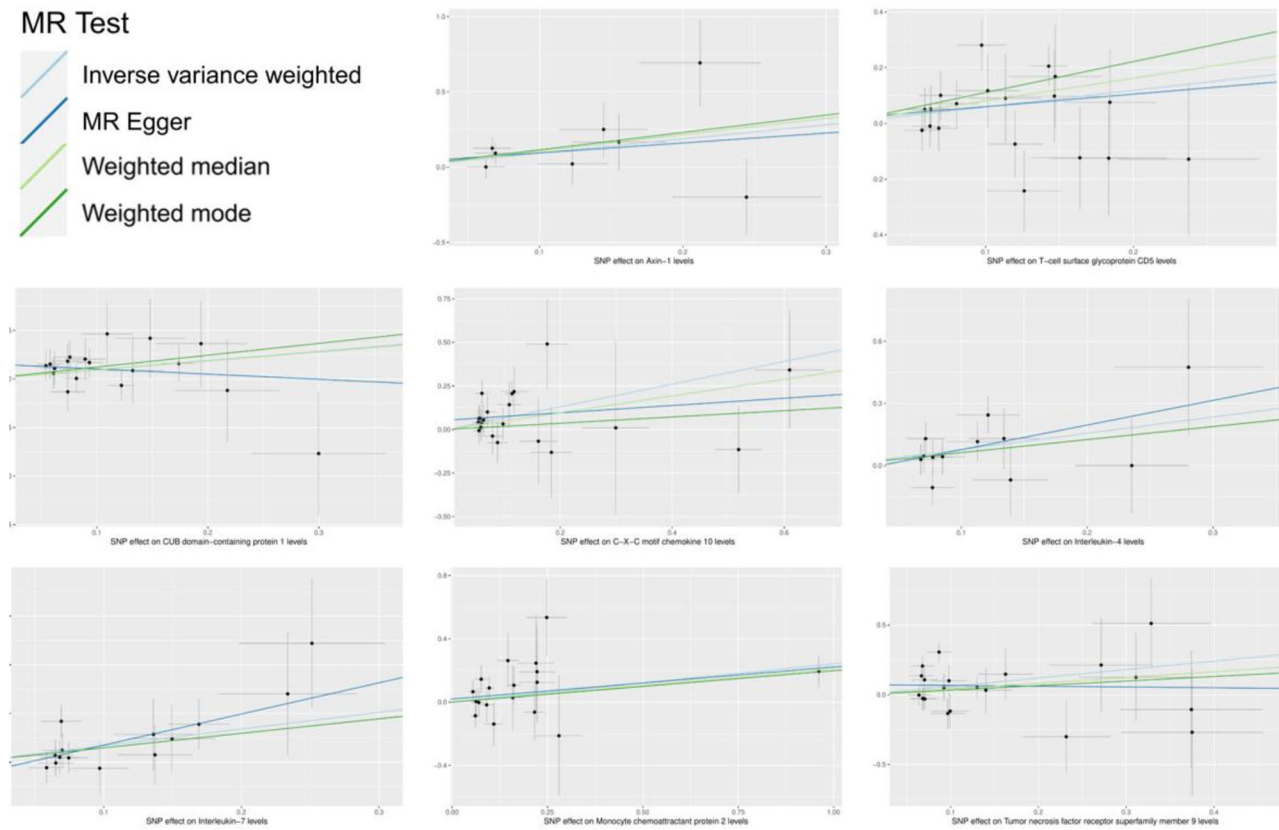 MR Test
Inverse variance weighted
MR Egger
Weighted median
Weighted mode
1.0
0.5
0.0
-0.5
0.1 0.2 0.3
SNP effect on Axin−1 levels
0.4
0.2
0.0
0.2
0.4
0.1 0.2
SNP effect on T−cell surface glycoprotein CD5 levels
0.1 0.2 0.3
SNP effect on CUB domain−containing protein 1 levels
0.75
0.50
0.25
0.00
−0.25
−0.50
0.2 0.4 0.6
SNP effect on C−X−C motif chemokine 10 levels
0.6
0.3
0.0
0.1 0.2 0.3
SNP effect on Interleukin−4 levels
0.1 0.2 0.3
SNP effect on Interleukin−7 levels
0.8
0.4
0.0
−0.4
0.00 0.25 0.50 0.75 1.00
SNP effect on Monocyte chemoattractant protein 2 levels
0.5
0.0
−0.5
0.1 0.2 0.3 0.4
SNP effect on Tumor necrosis factor receptor superfamily member 9 levels